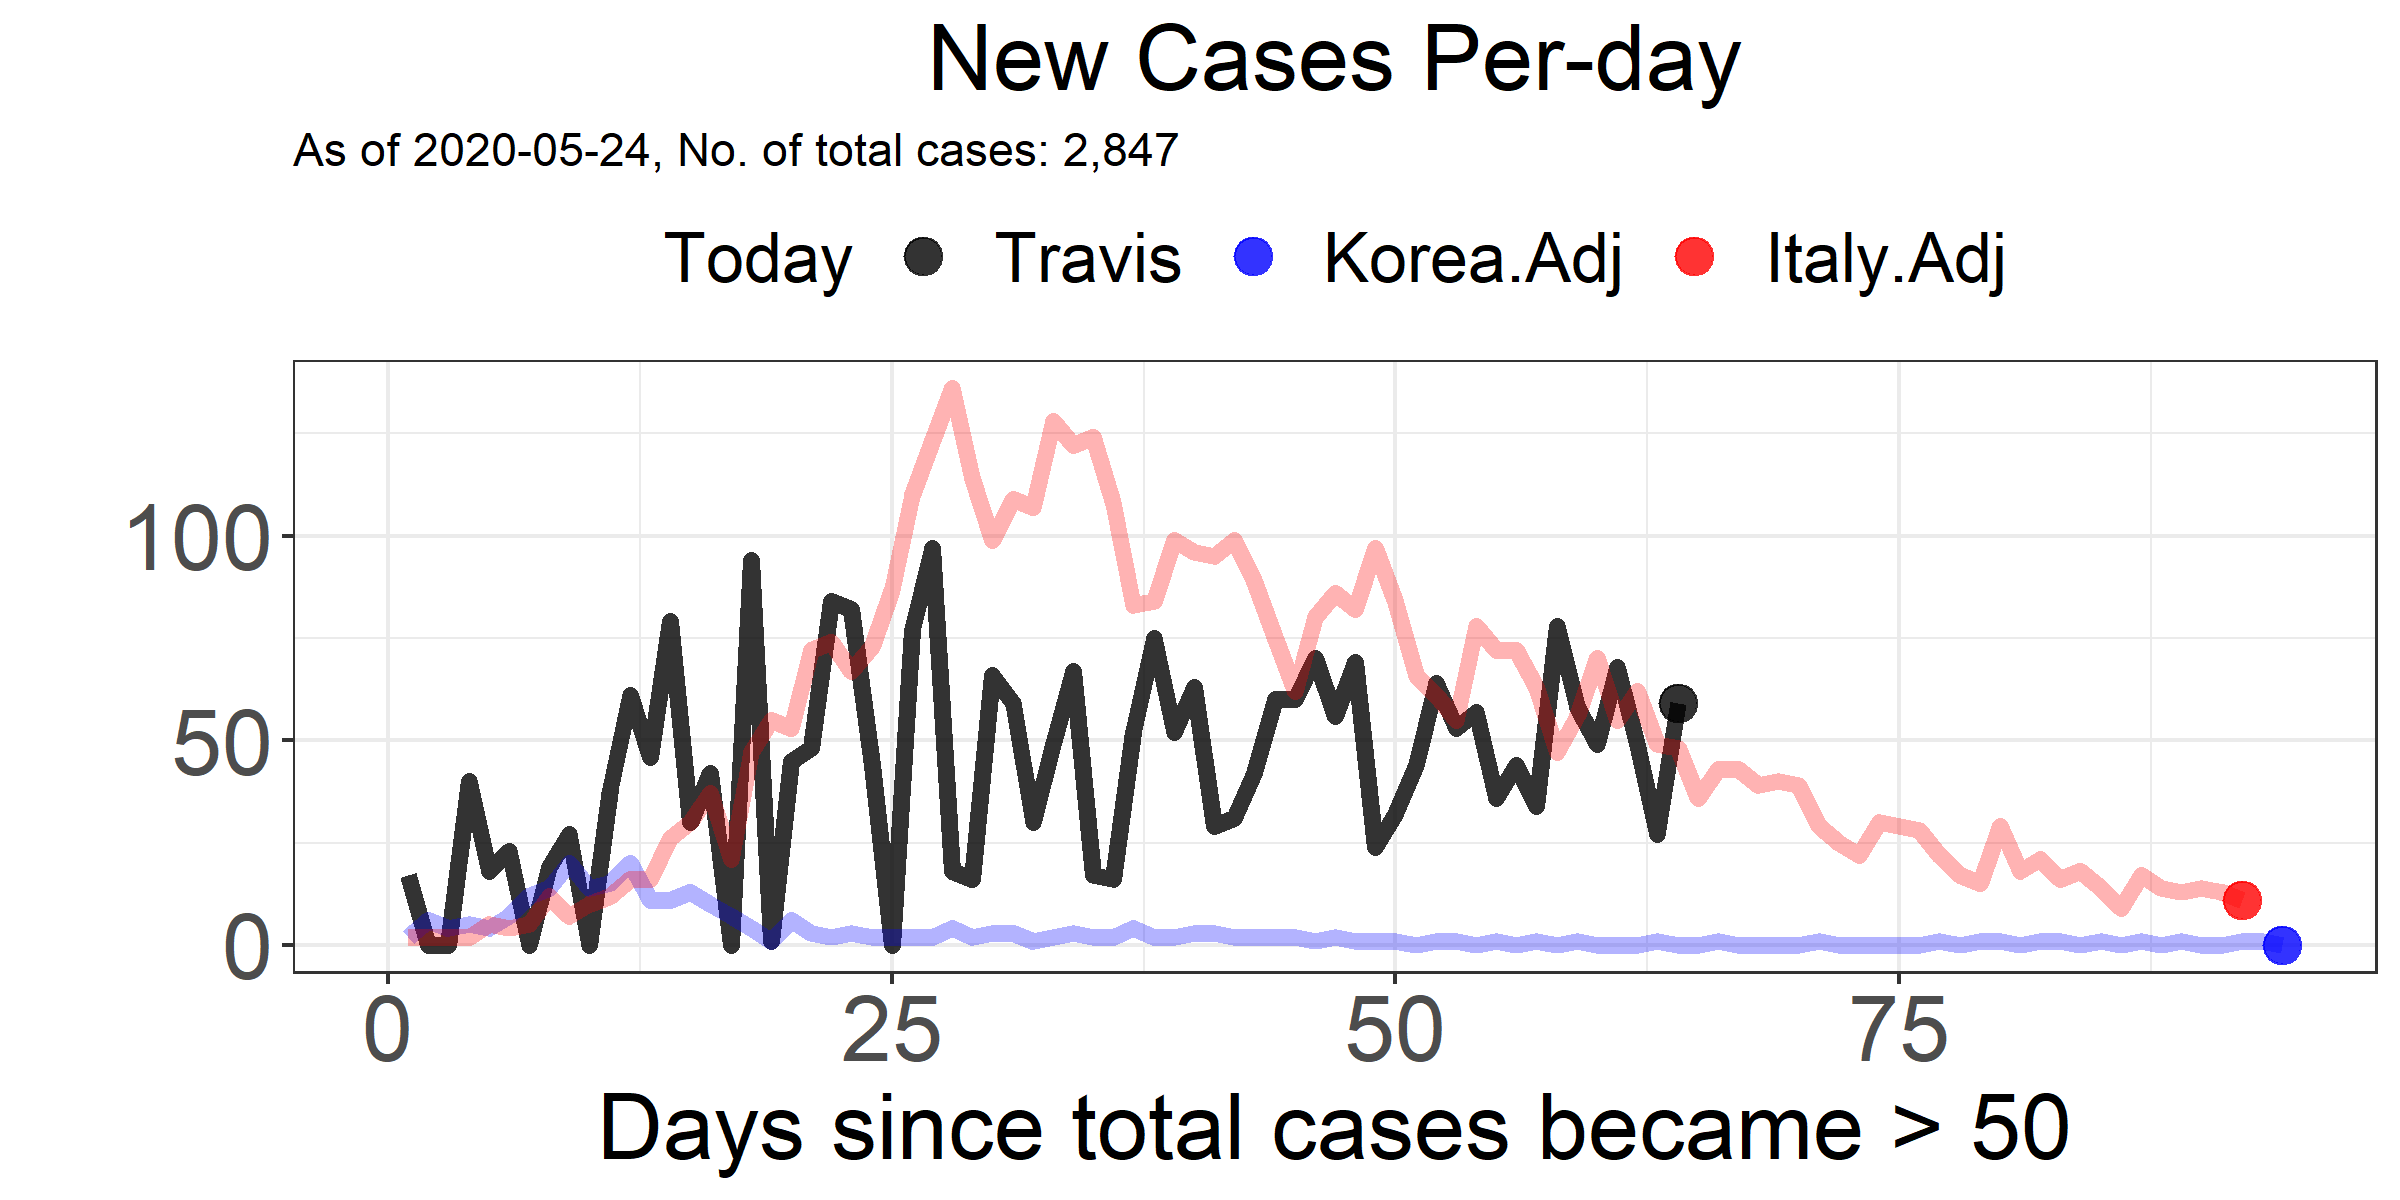 New Cases Per-day
As of 2020-05-24, No. of total cases: 2,847
Today Travis Korea.Adj Italy.Adj
100
50
0
0 25 50 75
Days since total cases became > 50